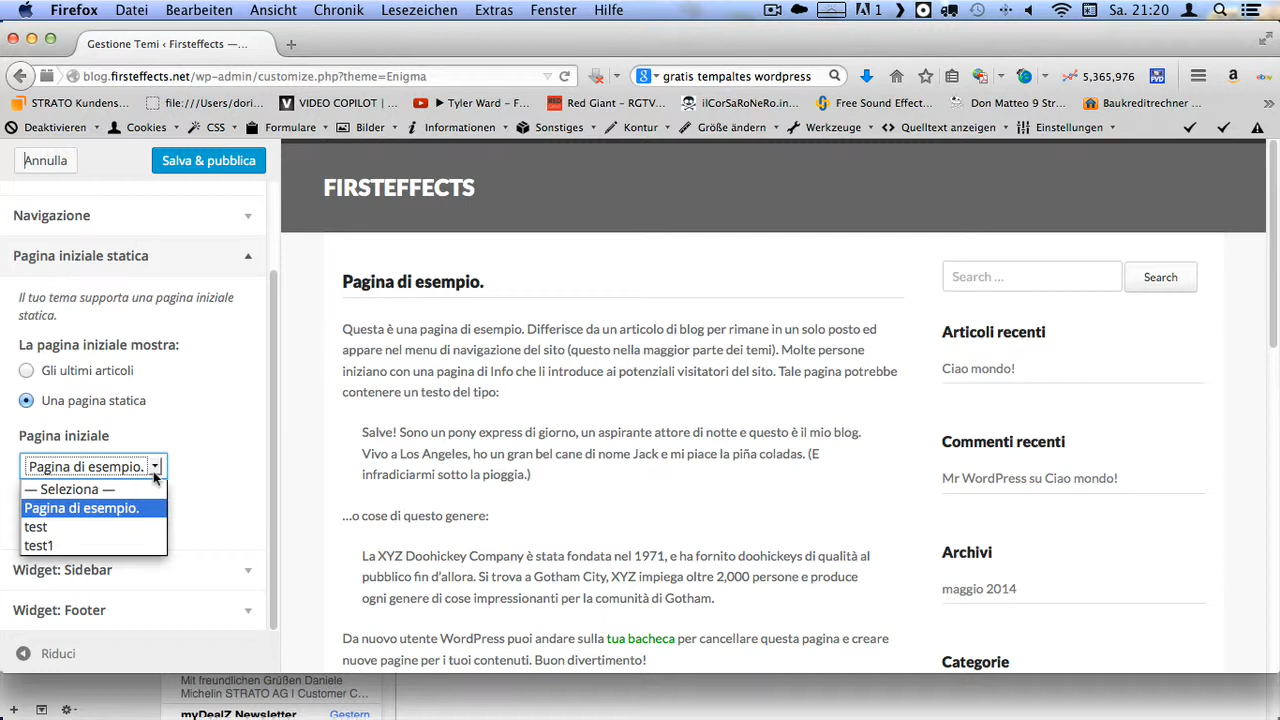 Firefox Datei Bearbeiten Ansicht Chronik Lesezeichen Extras Fenster Hilfe 1 Sa. 21:20
Gestione Temi ‹ Firsteffects —...
blog.firsteffects.net/wp-admin/customize.php?theme=Enigma
gratis tempaltes wordpress
5,365,976
STRATO Kundens...
file:///Users/dori...
VIDEO COPILOT | ...
Tyler Ward - F...
Red Giant - RGTV...
ilCorSaRoNeRo.in...
Free Sound Effect...
Don Matteo 9 Str...
Baukreditrechner ...
Deaktivieren Cookies CSS Formulare Bilder Informationen Sonstiges Kontur Größe ändern Werkzeuge Quelltext anzeigen Einstellungen
Annulla
Salva & pubblica
Navigazione
Pagina iniziale statica
Il tuo tema supporta una pagina iniziale
statica.
La pagina iniziale mostra:
Gli ultimi articoli
Una pagina statica
Pagina iniziale
Pagina di esempio.
— Seleziona —
Pagina di esempio.
test
test1
Widget: Sidebar
Widget: Footer
Riduci
FIRSTEFFECTS
Pagina di esempio.
Questa è una pagina di esempio. Differisce da un articolo di blog per rimane in un solo posto ed
appare nel menu di navigazione del sito (questo nella maggior parte dei temi). Molte persone
iniziano con una pagina di Info che li introduce ai potenziali visitatori del sito. Tale pagina potrebbe
contenere un testo del tipo:
Salve! Sono un pony express di giorno, un aspirante attore di notte e questo è il mio blog.
Vivo a Los Angeles, ho un gran bel cane di nome Jack e mi piace la piña coladas. (E
infradiciarmi sotto la pioggia.)
...o cose di questo genere:
La XYZ Doohickey Company è stata fondata nel 1971, e ha fornito doohickeys di qualità al
pubblico fin d'allora. Si trova a Gotham City, XYZ impiega oltre 2,000 persone e produce
ogni genere di cose impressionanti per la comunità di Gotham.
Da nuovo utente WordPress puoi andare sulla tua bacheca per cancellare questa pagina e creare
nuove pagine per i tuoi contenuti. Buon divertimento!
Search ...
Search
Articoli recenti
Ciao mondo!
Commenti recenti
Mr WordPress su Ciao mondo!
Archivi
maggio 2014
Categorie
Mit freundlichen Grüßen Daniele
Michelin STRATO AG | Customer C...
myDealZ Newsletter Gestern